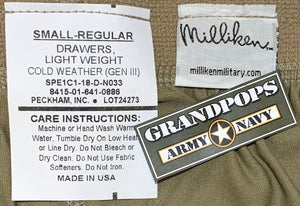 SMALL-REGULAR
DRAWERS,
LIGHT WEIGHT
COLD WEATHER (GEN III)
SPE1C1-18-D-N033
8415-01-641-0886
PECKHAM, INC. • LOT24273
CARE INSTRUCTIONS:
Machine or Hand Wash Warm
Water, Tumble Dry On Low Heat
or Line Dry. Do Not Bleach or
Dry Clean. Do Not Use Fabric
Softeners. Do Not Iron.
MADE IN USA
Milliken
millikenmilitary.com
GRANDPOPS
ARMY NAVY